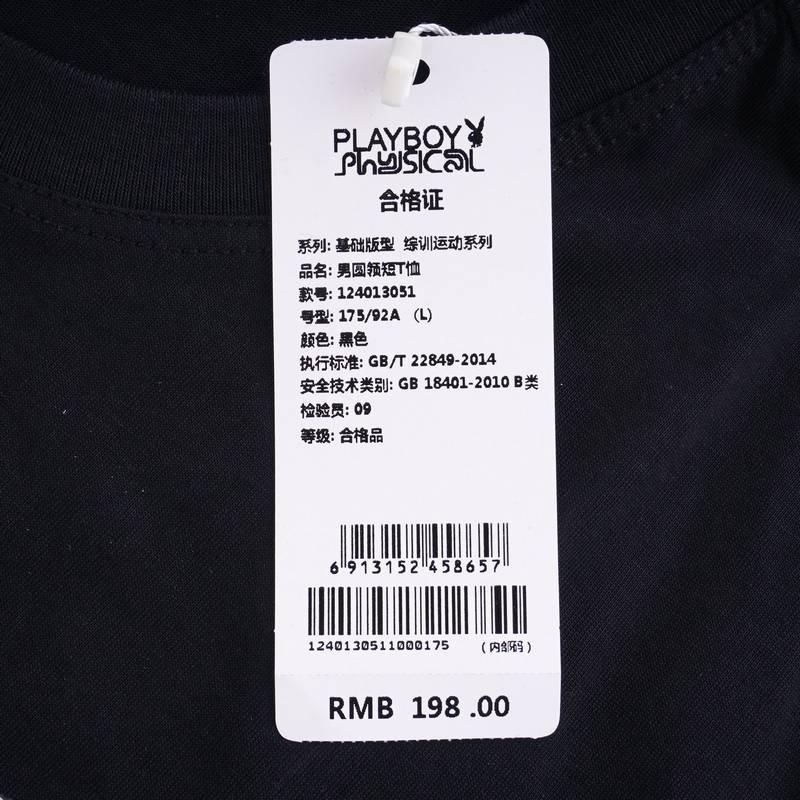 PLAYBOY
PhySICAL
合格证
系列: 基础版型 综训运动系列
品名: 男圆领短T恤
款号: 124013051
号型: 175/92A （L）
颜色: 黑色
执行标准: GB/T 22849-2014
安全技术类别: GB 18401-2010 B类
检验员: 09
等级: 合格品
6 913152 458657
1240130511000175 （内部码）
RMB 198 .00